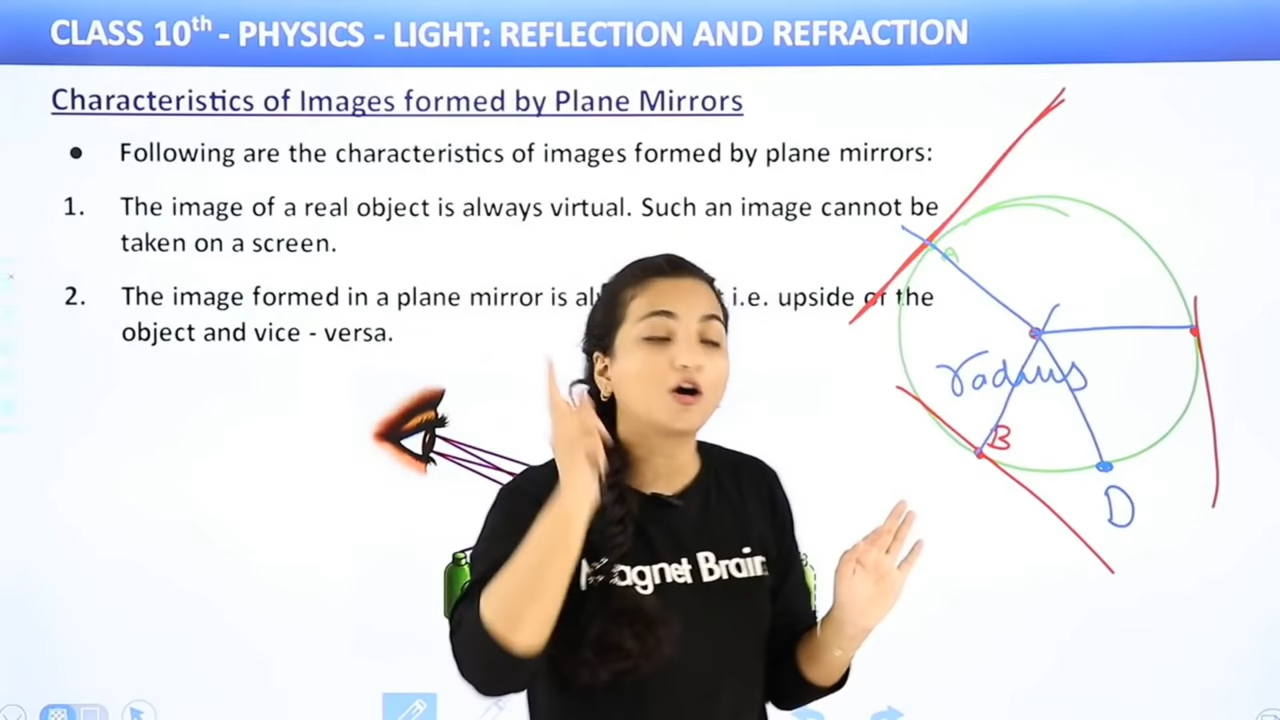 CLASS 10th - PHYSICS - LIGHT: REFLECTION AND REFRACTION
Characteristics of Images formed by Plane Mirrors
• Following are the characteristics of images formed by plane mirrors:
1. The image of a real object is always virtual. Such an image cannot be
taken on a screen.
2. The image formed in a plane mirror is al i.e. upside of the
object and vice - versa.
A
radius
B
D
Magnet Brain